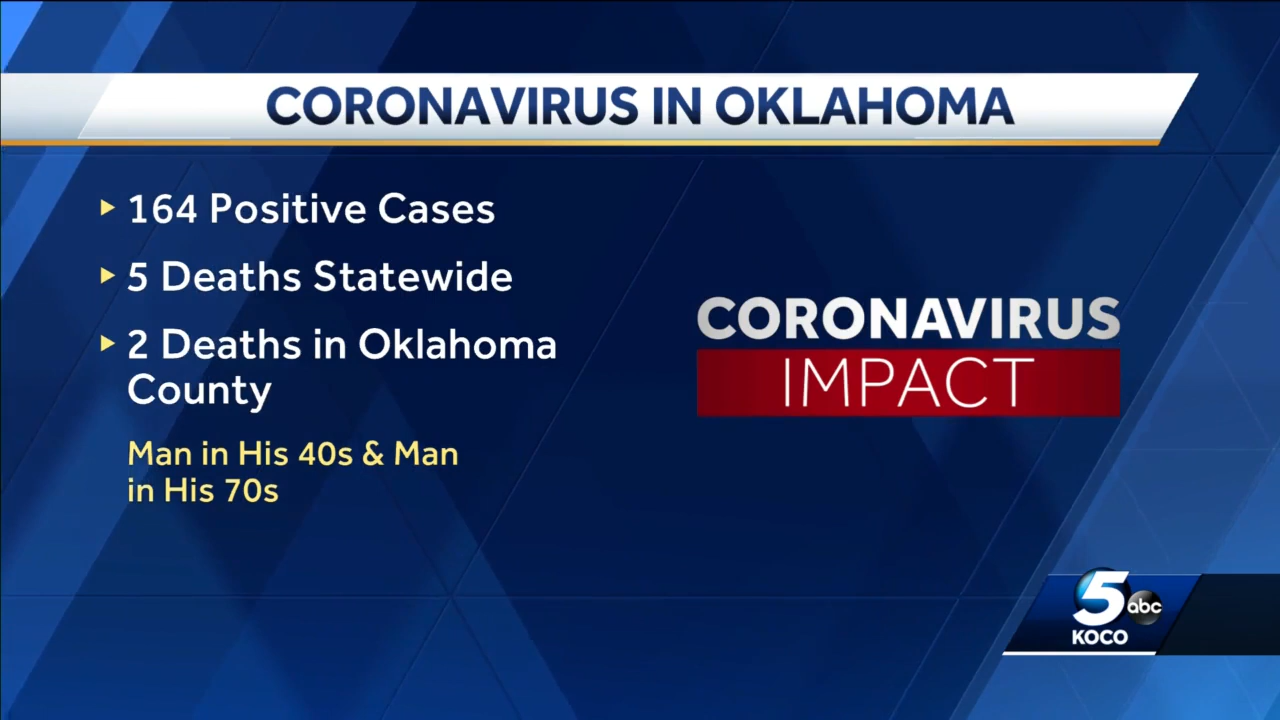 CORONAVIRUS IN OKLAHOMA
164 Positive Cases
5 Deaths Statewide
2 Deaths in Oklahoma
County
Man in His 40s & Man
in His 70s
CORONAVIRUS
IMPACT
5 abc
KOCO